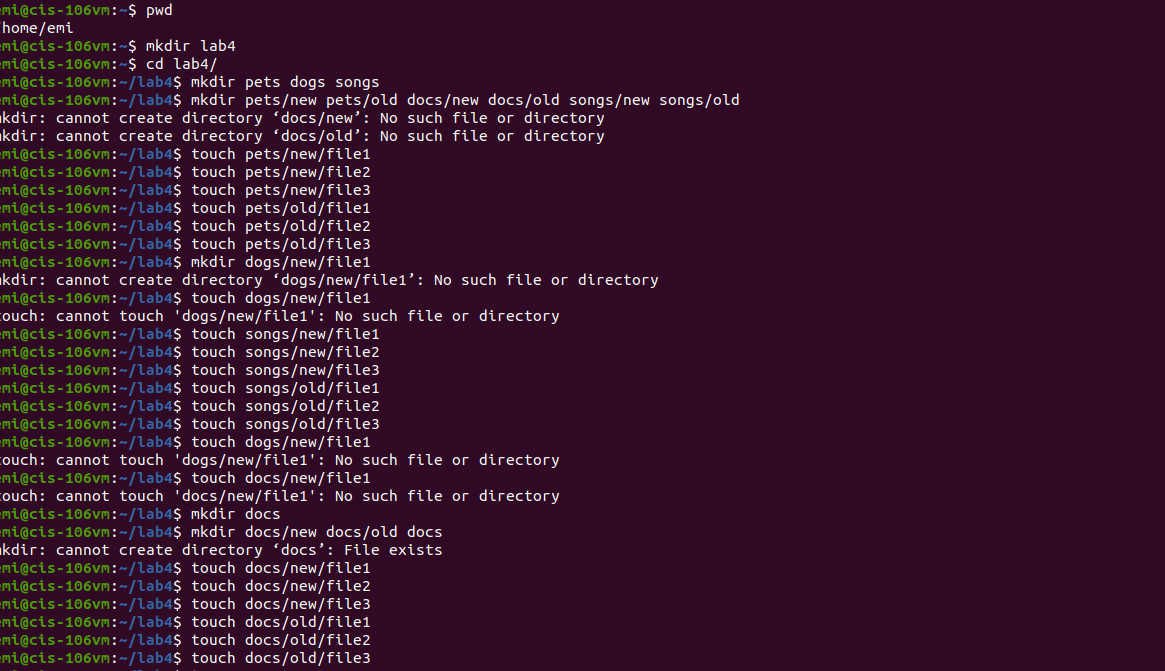 emi@cis-106vm:~$ pwd
/home/emi
emi@cis-106vm:~$ mkdir lab4
emi@cis-106vm:~$ cd lab4/
emi@cis-106vm:~/lab4$ mkdir pets dogs songs
emi@cis-106vm:~/lab4$ mkdir pets/new pets/old docs/new docs/old songs/new songs/old
mkdir: cannot create directory ‘docs/new’: No such file or directory
mkdir: cannot create directory ‘docs/old’: No such file or directory
emi@cis-106vm:~/lab4$ touch pets/new/file1
emi@cis-106vm:~/lab4$ touch pets/new/file2
emi@cis-106vm:~/lab4$ touch pets/new/file3
emi@cis-106vm:~/lab4$ touch pets/old/file1
emi@cis-106vm:~/lab4$ touch pets/old/file2
emi@cis-106vm:~/lab4$ touch pets/old/file3
emi@cis-106vm:~/lab4$ mkdir dogs/new/file1
mkdir: cannot create directory ‘dogs/new/file1’: No such file or directory
emi@cis-106vm:~/lab4$ touch dogs/new/file1
touch: cannot touch 'dogs/new/file1': No such file or directory
emi@cis-106vm:~/lab4$ touch songs/new/file1
emi@cis-106vm:~/lab4$ touch songs/new/file2
emi@cis-106vm:~/lab4$ touch songs/new/file3
emi@cis-106vm:~/lab4$ touch songs/old/file1
emi@cis-106vm:~/lab4$ touch songs/old/file2
emi@cis-106vm:~/lab4$ touch songs/old/file3
emi@cis-106vm:~/lab4$ touch dogs/new/file1
touch: cannot touch 'dogs/new/file1': No such file or directory
emi@cis-106vm:~/lab4$ touch docs/new/file1
touch: cannot touch 'docs/new/file1': No such file or directory
emi@cis-106vm:~/lab4$ mkdir docs
emi@cis-106vm:~/lab4$ mkdir docs/new docs/old docs
mkdir: cannot create directory ‘docs’: File exists
emi@cis-106vm:~/lab4$ touch docs/new/file1
emi@cis-106vm:~/lab4$ touch docs/new/file2
emi@cis-106vm:~/lab4$ touch docs/new/file3
emi@cis-106vm:~/lab4$ touch docs/old/file1
emi@cis-106vm:~/lab4$ touch docs/old/file2
emi@cis-106vm:~/lab4$ touch docs/old/file3